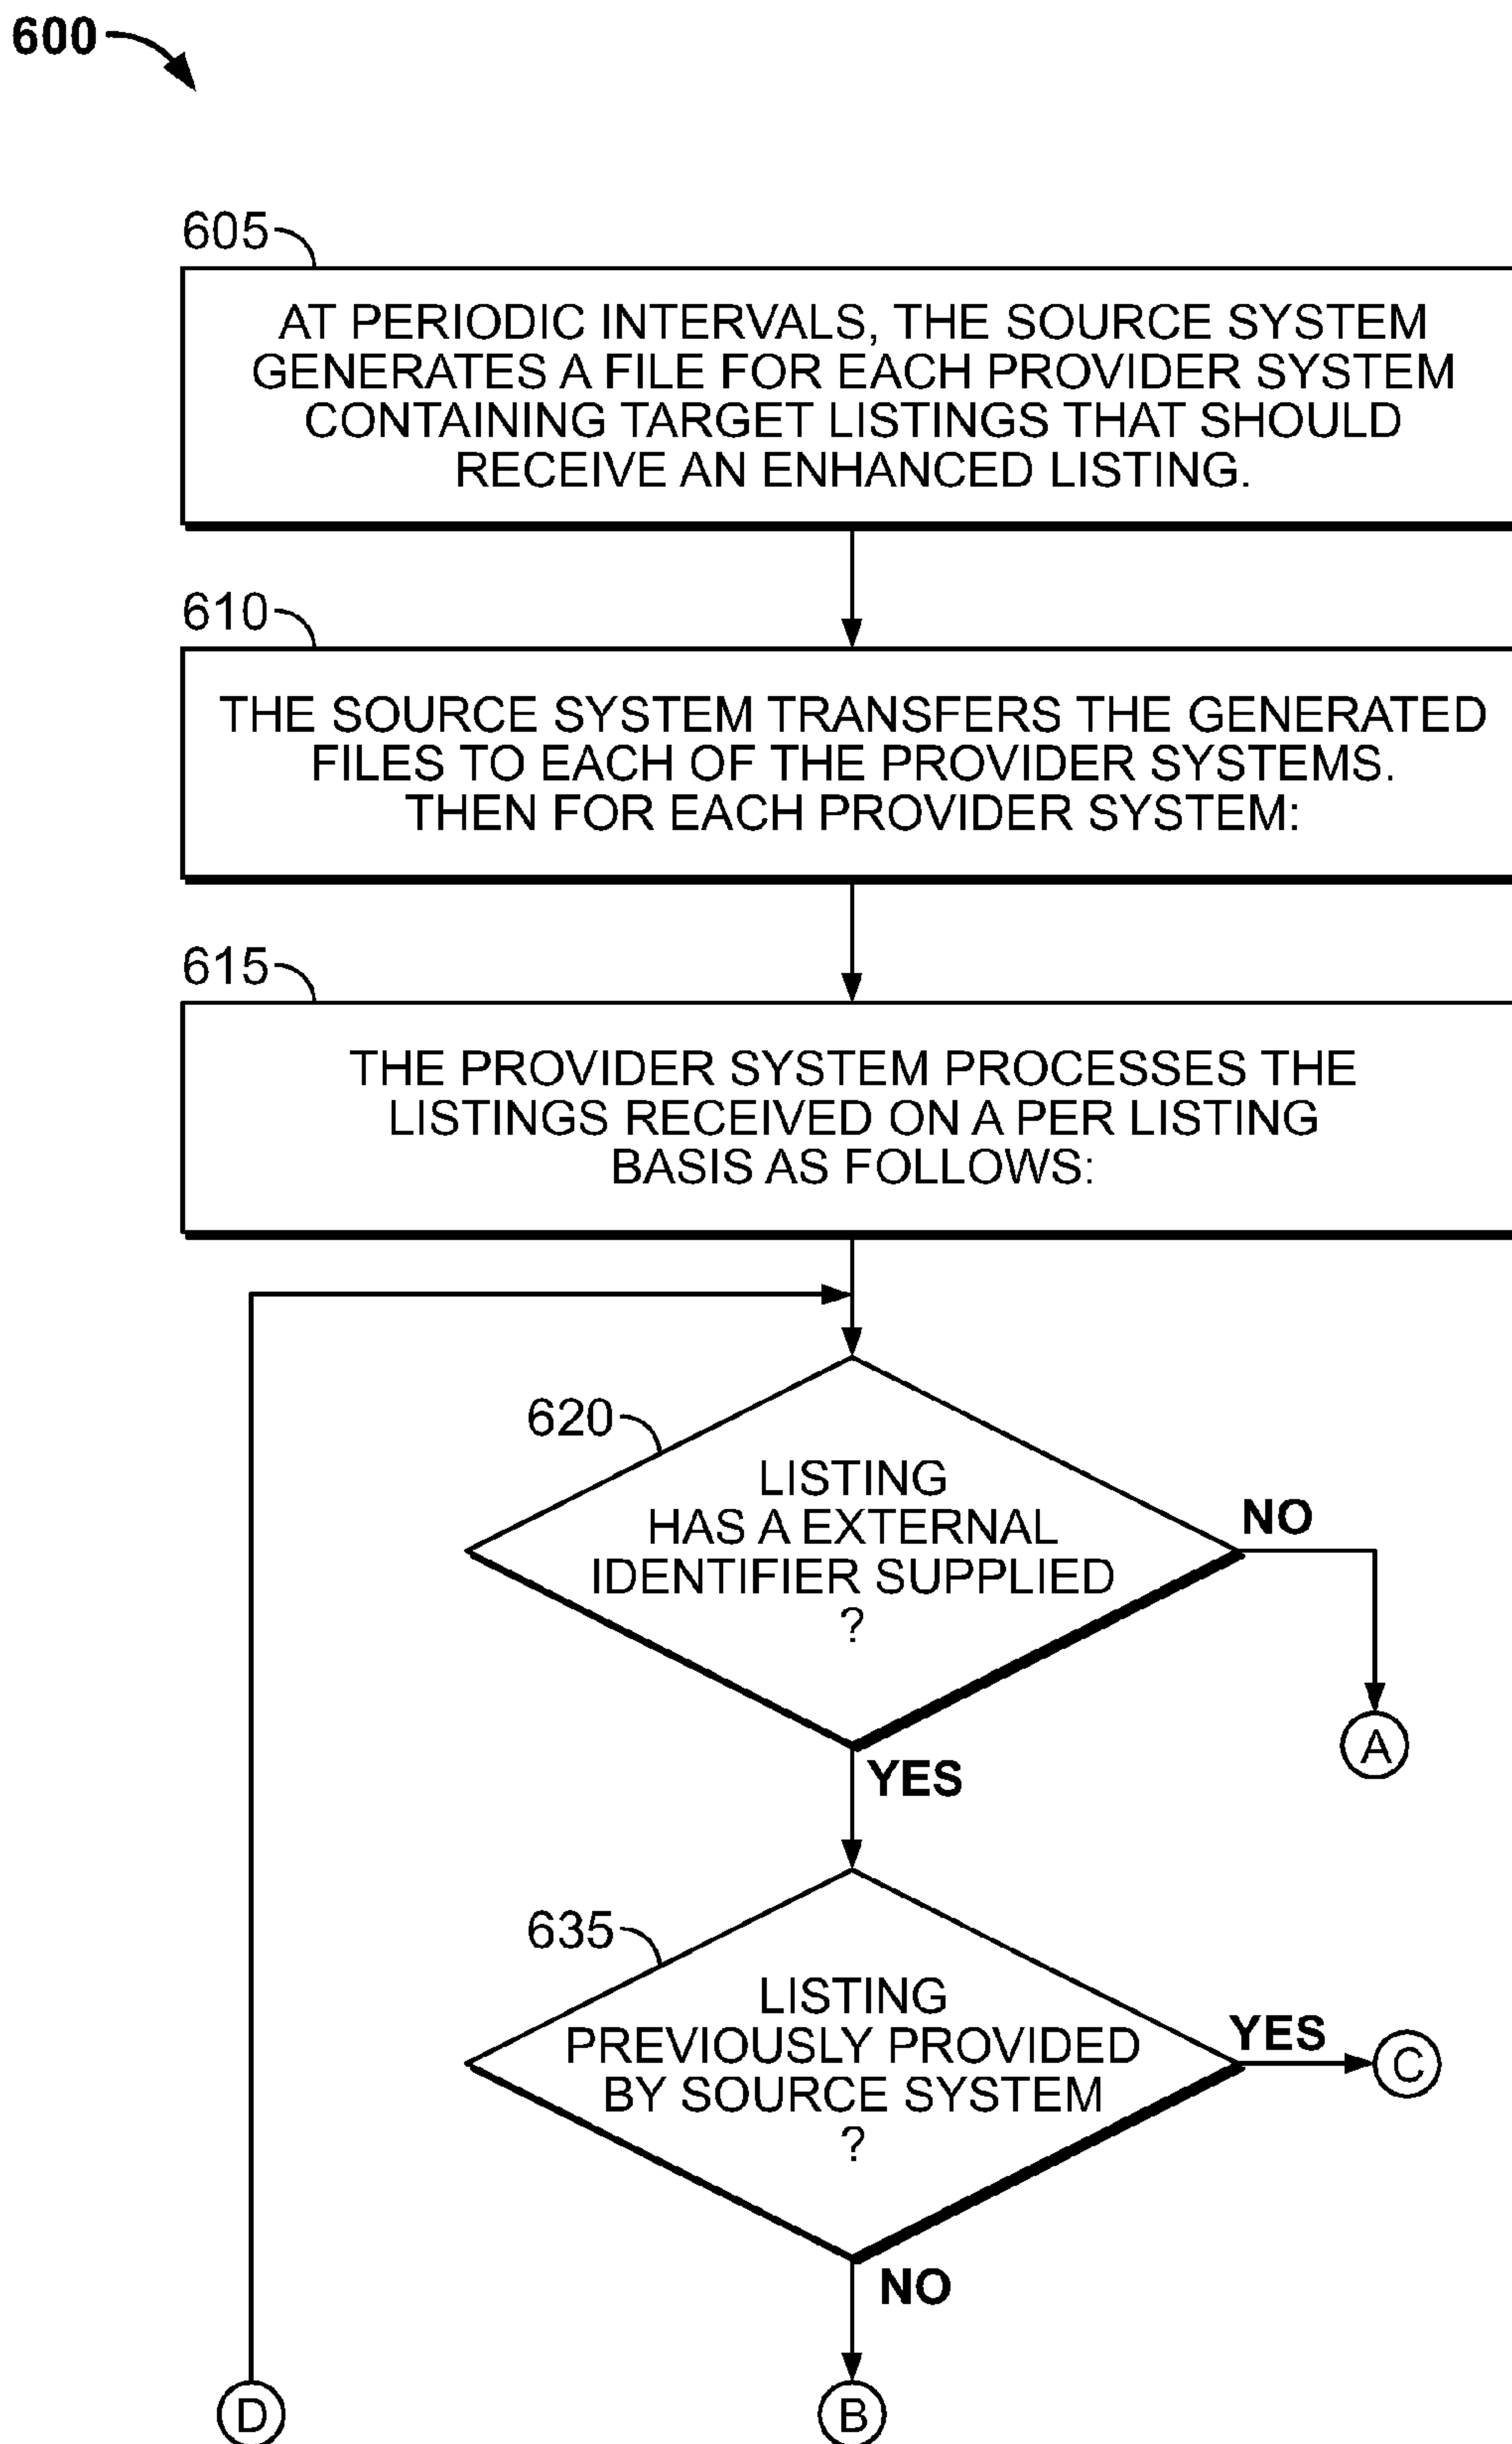 600
605
AT PERIODIC INTERVALS, THE SOURCE SYSTEM
GENERATES A FILE FOR EACH PROVIDER SYSTEM
CONTAINING TARGET LISTINGS THAT SHOULD
RECEIVE AN ENHANCED LISTING.
610
THE SOURCE SYSTEM TRANSFERS THE GENERATED
FILES TO EACH OF THE PROVIDER SYSTEMS.
THEN FOR EACH PROVIDER SYSTEM:
615
THE PROVIDER SYSTEM PROCESSES THE
LISTINGS RECEIVED ON A PER LISTING
BASIS AS FOLLOWS:
620
LISTING
HAS A EXTERNAL
IDENTIFIER SUPPLIED
?
NO
A
YES
635
LISTING
PREVIOUSLY PROVIDED
BY SOURCE SYSTEM
?
YES
C
NO
D
B